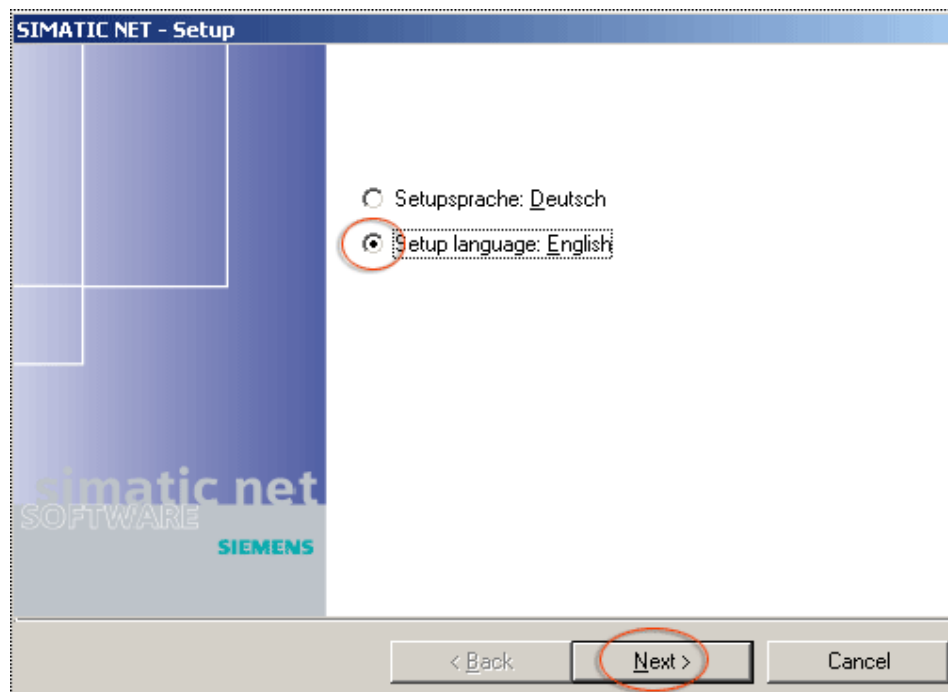 SIMATIC NET - Setup
Setupsprache: Deutsch
Setup language: English
simatic net
SOFTWARE
SIEMENS
< Back
Next >
Cancel